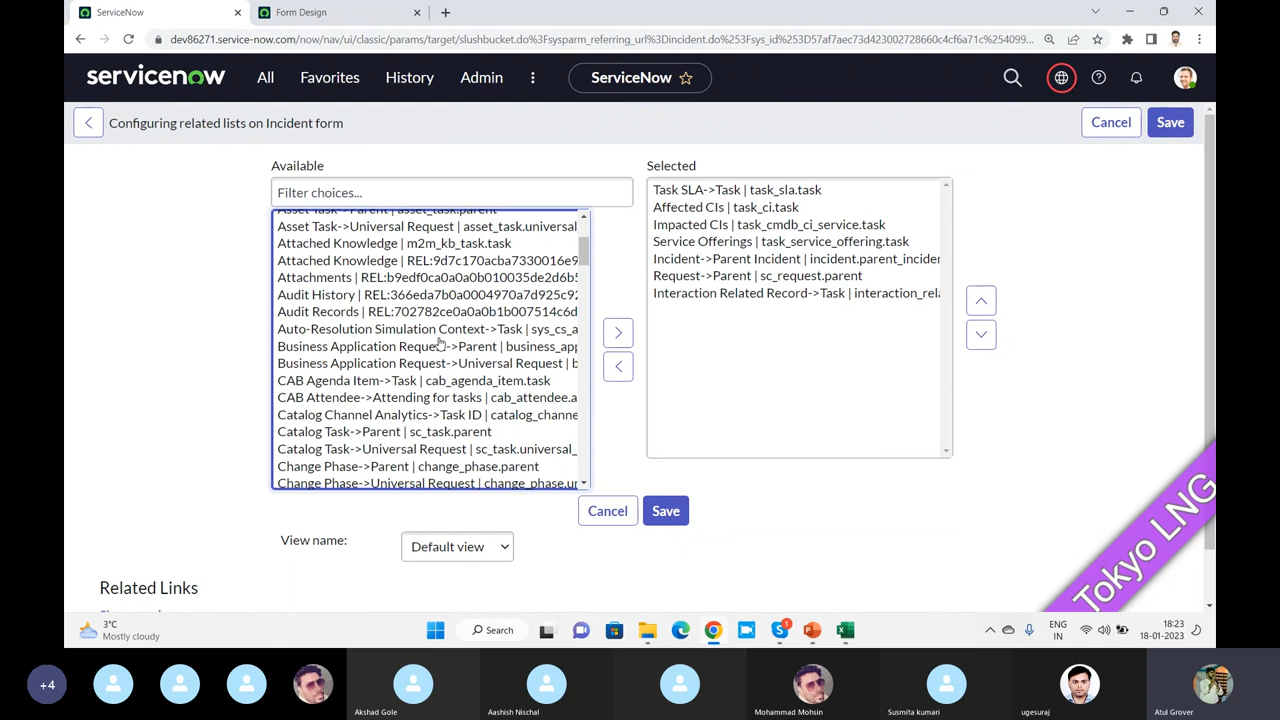 ServiceNow
Form Design
dev86271.service-now.com/now/nav/ui/classic/params/target/slushbucket.do%3Fsysparm_referring_url%3Dincident.do%253Fsys_id%253D57af7aec73d423002728660c4cf6a71c%254099...
servicenow
All
Favorites
History
Admin
ServiceNow
Configuring related lists on Incident form
Cancel
Save
Available
Selected
Filter choices...
Asset Task->Parent | asset_task.parent
Asset Task->Universal Request | asset_task.universal
Attached Knowledge | m2m_kb_task.task
Attached Knowledge | REL:9d7c170acba7330016e9
Attachments | REL:b9edf0ca0a0a0b010035de2d6b5
Audit History | REL:366eda7b0a0004970a7d925c92
Audit Records | REL:702782ce0a0a0b1b007514c6d
Auto-Resolution Simulation Context->Task | sys_cs_a
Business Application Request->Parent | business_app
Business Application Request->Universal Request | b
CAB Agenda Item->Task | cab_agenda_item.task
CAB Attendee->Attending for tasks | cab_attendee.a
Catalog Channel Analytics->Task ID | catalog_channe
Catalog Task->Parent | sc_task.parent
Catalog Task->Universal Request | sc_task.universal_
Change Phase->Parent | change_phase.parent
Change Phase->Universal Request | change_phase.un
Task SLA->Task | task_sla.task
Affected CIs | task_ci.task
Impacted CIs | task_cmdb_ci_service.task
Service Offerings | task_service_offering.task
Incident->Parent Incident | incident.parent_inciden
Request->Parent | sc_request.parent
Interaction Related Record->Task | interaction_rela
Cancel
Save
View name:
Default view
Related Links
Tokyo LNG
3°C
Mostly cloudy
Search
1
ENG
IN
18:23
18-01-2023
+4
Akshad Gole
Aashish Nischal
Mohammad Mohsin
Susmita kumari
ugesuraj
Atul Grover